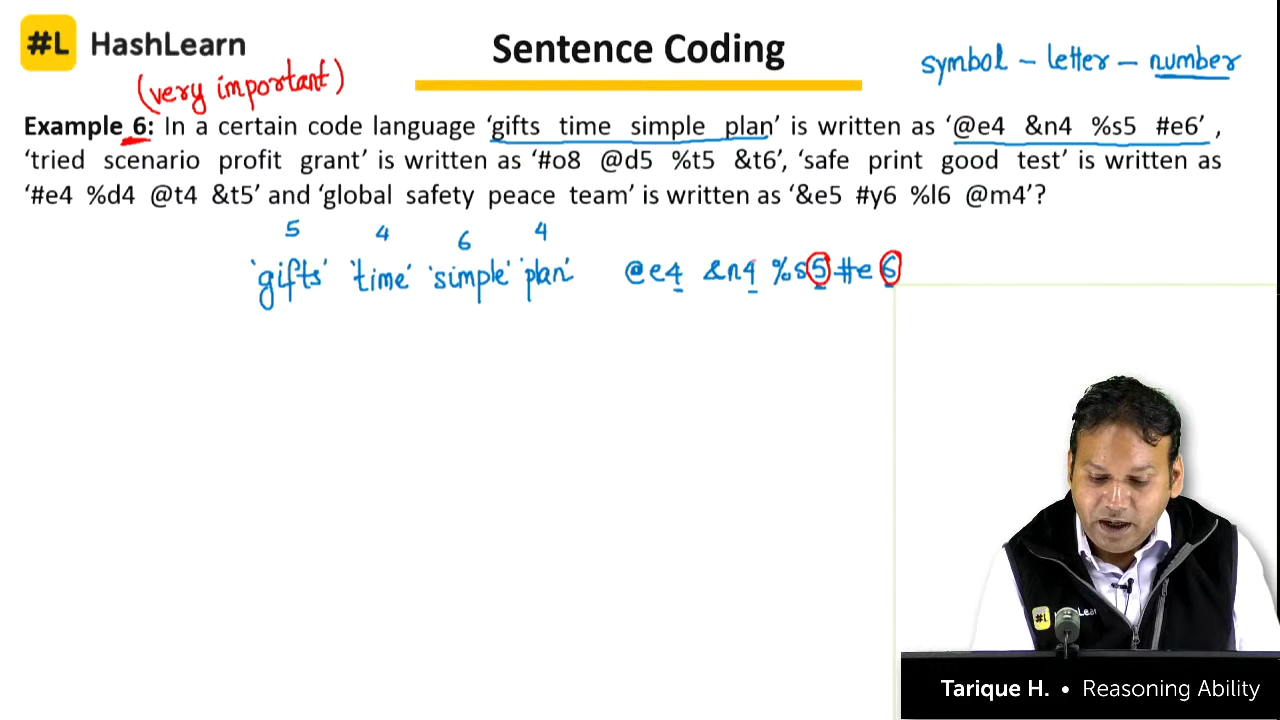 #L HashLearn
Sentence Coding
symbol – letter – number
(very important)
Example 6: In a certain code language ‘gifts time simple plan’ is written as ‘@e4 &n4 %s5 #e6’ ,
‘tried scenario profit grant’ is written as ‘#o8 @d5 %t5 &t6’, ‘safe print good test’ is written as
‘#e4 %d4 @t4 &t5’ and ‘global safety peace team’ is written as ‘&e5 #y6 %l6 @m4’?
5 4 6 4
‘gifts’ ‘time’ ‘simple’ ‘plan’ @e4 &n4 %s5 #e6
#L
Tarique H. • Reasoning Ability